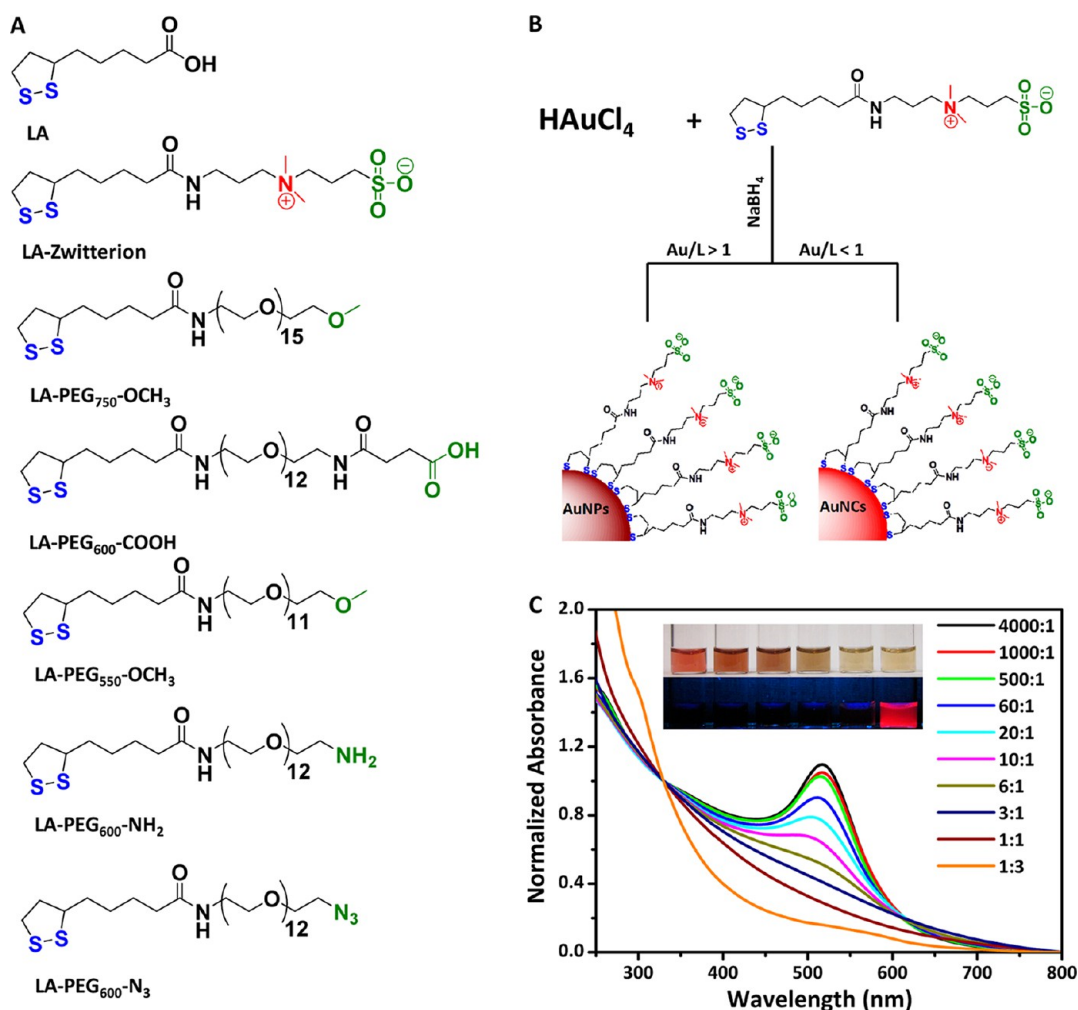 A
O
OH
S-S
LA
O
N
H
N
⊕
O
S
O
O
⊖
S-S
LA-Zwitterion
O
N
H
O
15
O
S-S
LA-PEG750-OCH3
O
N
H
O
12
N
H
O
OH
O
S-S
LA-PEG600-COOH
O
N
H
O
11
O
S-S
LA-PEG550-OCH3
O
N
H
O
12
NH2
S-S
LA-PEG600-NH2
O
N
H
O
12
N3
S-S
LA-PEG600-N3
B
HAuCl4 +
S-S
O
N
H
N
⊕
O
S
O
O
⊖
NaBH4
Au/L > 1
Au/L < 1
AuNPs
AuNCs
C
2.0
1.6
1.2
0.8
0.4
0.0
Normalized Absorbance
4000:1
1000:1
500:1
60:1
20:1
10:1
6:1
3:1
1:1
1:3
300 400 500 600 700 800
Wavelength (nm)